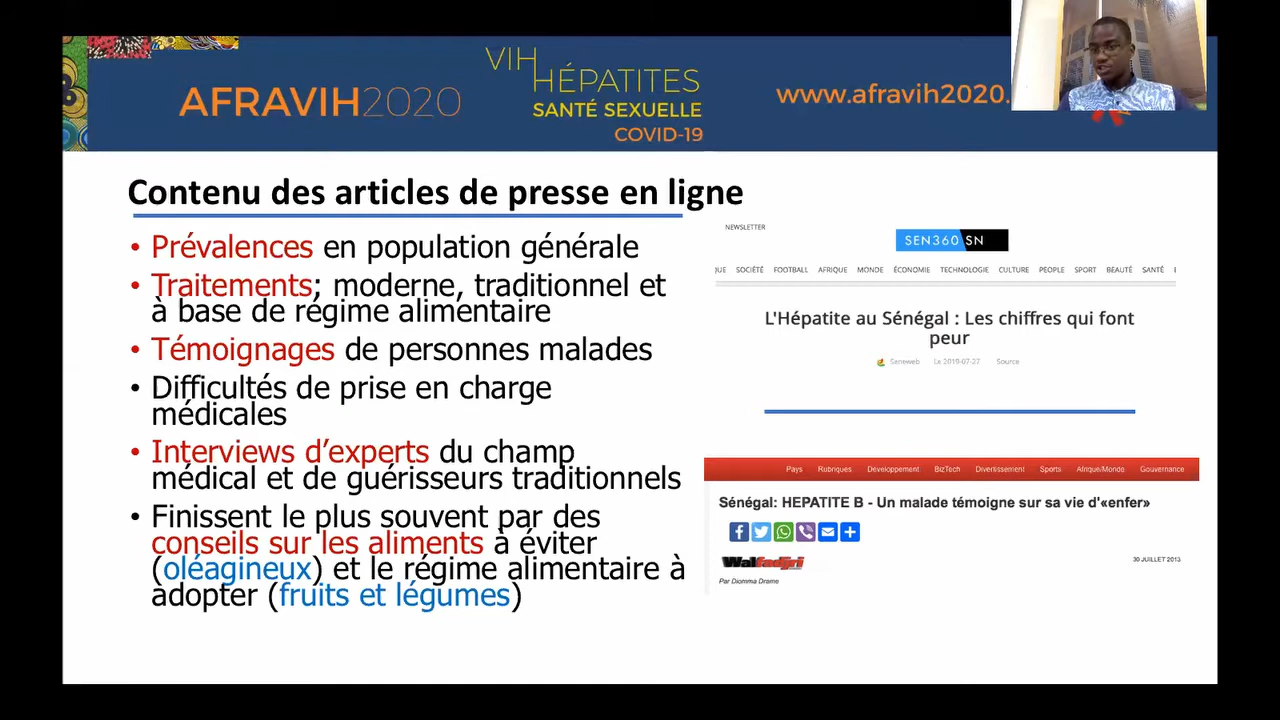 AFRAVIH2020
VIH
HÉPATITES
SANTÉ SEXUELLE
COVID-19
www.afravih2020.
Contenu des articles de presse en ligne
• Prévalences en population générale
• Traitements; moderne, traditionnel et
à base de régime alimentaire
• Témoignages de personnes malades
• Difficultés de prise en charge
médicales
• Interviews d’experts du champ
médical et de guérisseurs traditionnels
• Finissent le plus souvent par des
conseils sur les aliments à éviter
(oléagineux) et le régime alimentaire à
adopter (fruits et légumes)
NEWSLETTER
SEN360 SN
QUE SOCIÉTÉ FOOTBALL AFRIQUE MONDE ÉCONOMIE TECHNOLOGIE CULTURE PEOPLE SPORT BEAUTÉ SANTÉ
L'Hépatite au Sénégal : Les chiffres qui font
peur
Seneweb Le 2019-07-27 Source
Pays Rubriques Développement BizTech Divertissement Sports Afrique/Monde Gouvernance
Sénégal: HEPATITE B - Un malade témoigne sur sa vie d'«enfer»
Walfadjri
30 JUILLET 2013
Par Diomma Drame